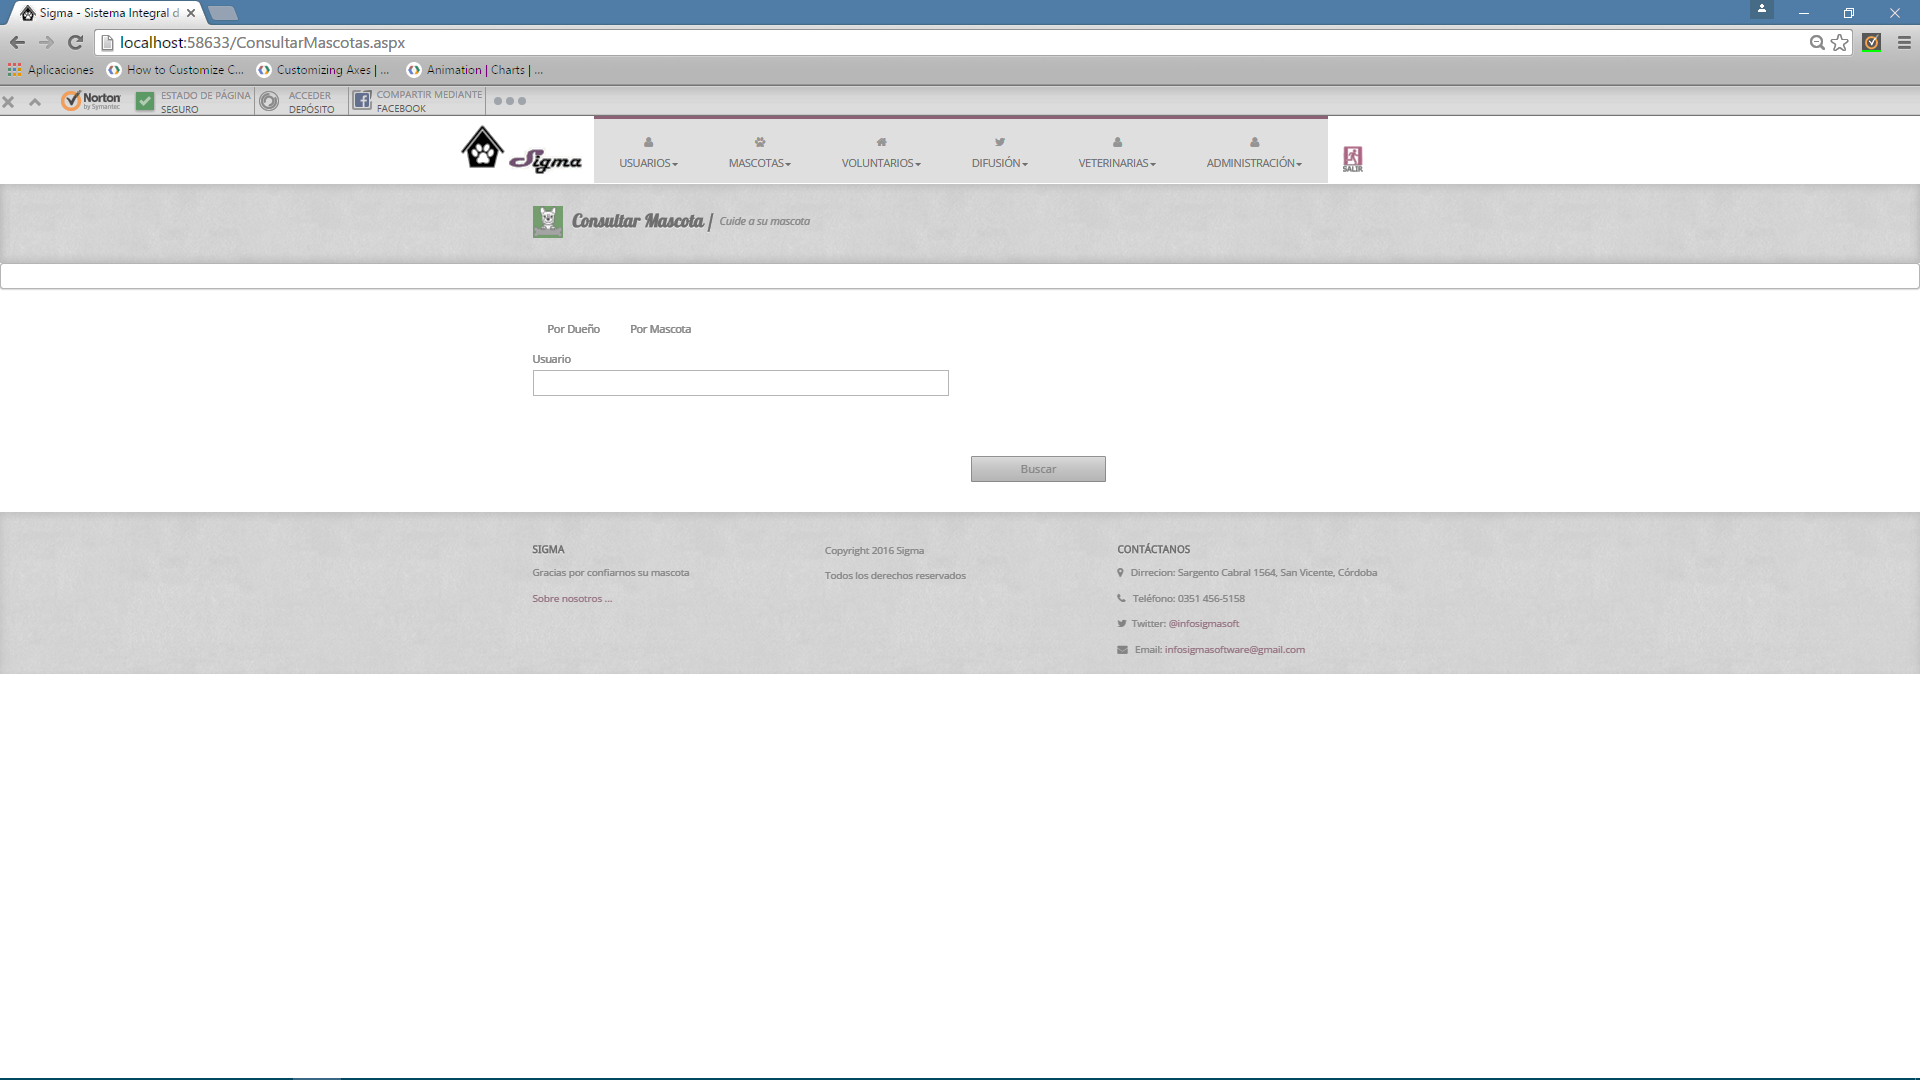 Sigma - Sistema Integral d
localhost:58633/ConsultarMascotas.aspx
Aplicaciones How to Customize C... Customizing Axes | ... Animation | Charts | ...
Norton by Symantec
ESTADO DE PÁGINA
SEGURO
ACCEDER
DEPÓSITO
COMPARTIR MEDIANTE
FACEBOOK
Sigma
USUARIOS MASCOTAS VOLUNTARIOS DIFUSIÓN VETERINARIAS ADMINISTRACIÓN
SALIR
Consultar Mascota / Cuide a su mascota
Por Dueño Por Mascota
Usuario
Buscar
SIGMA
Gracias por confiarnos su mascota
Sobre nosotros ...
Copyright 2016 Sigma
Todos los derechos reservados
CONTÁCTANOS
Dirrecion: Sargento Cabral 1564, San Vicente, Córdoba
Teléfono: 0351 456-5158
Twitter: @infosigmasoft
Email: infosigmasoftware@gmail.com